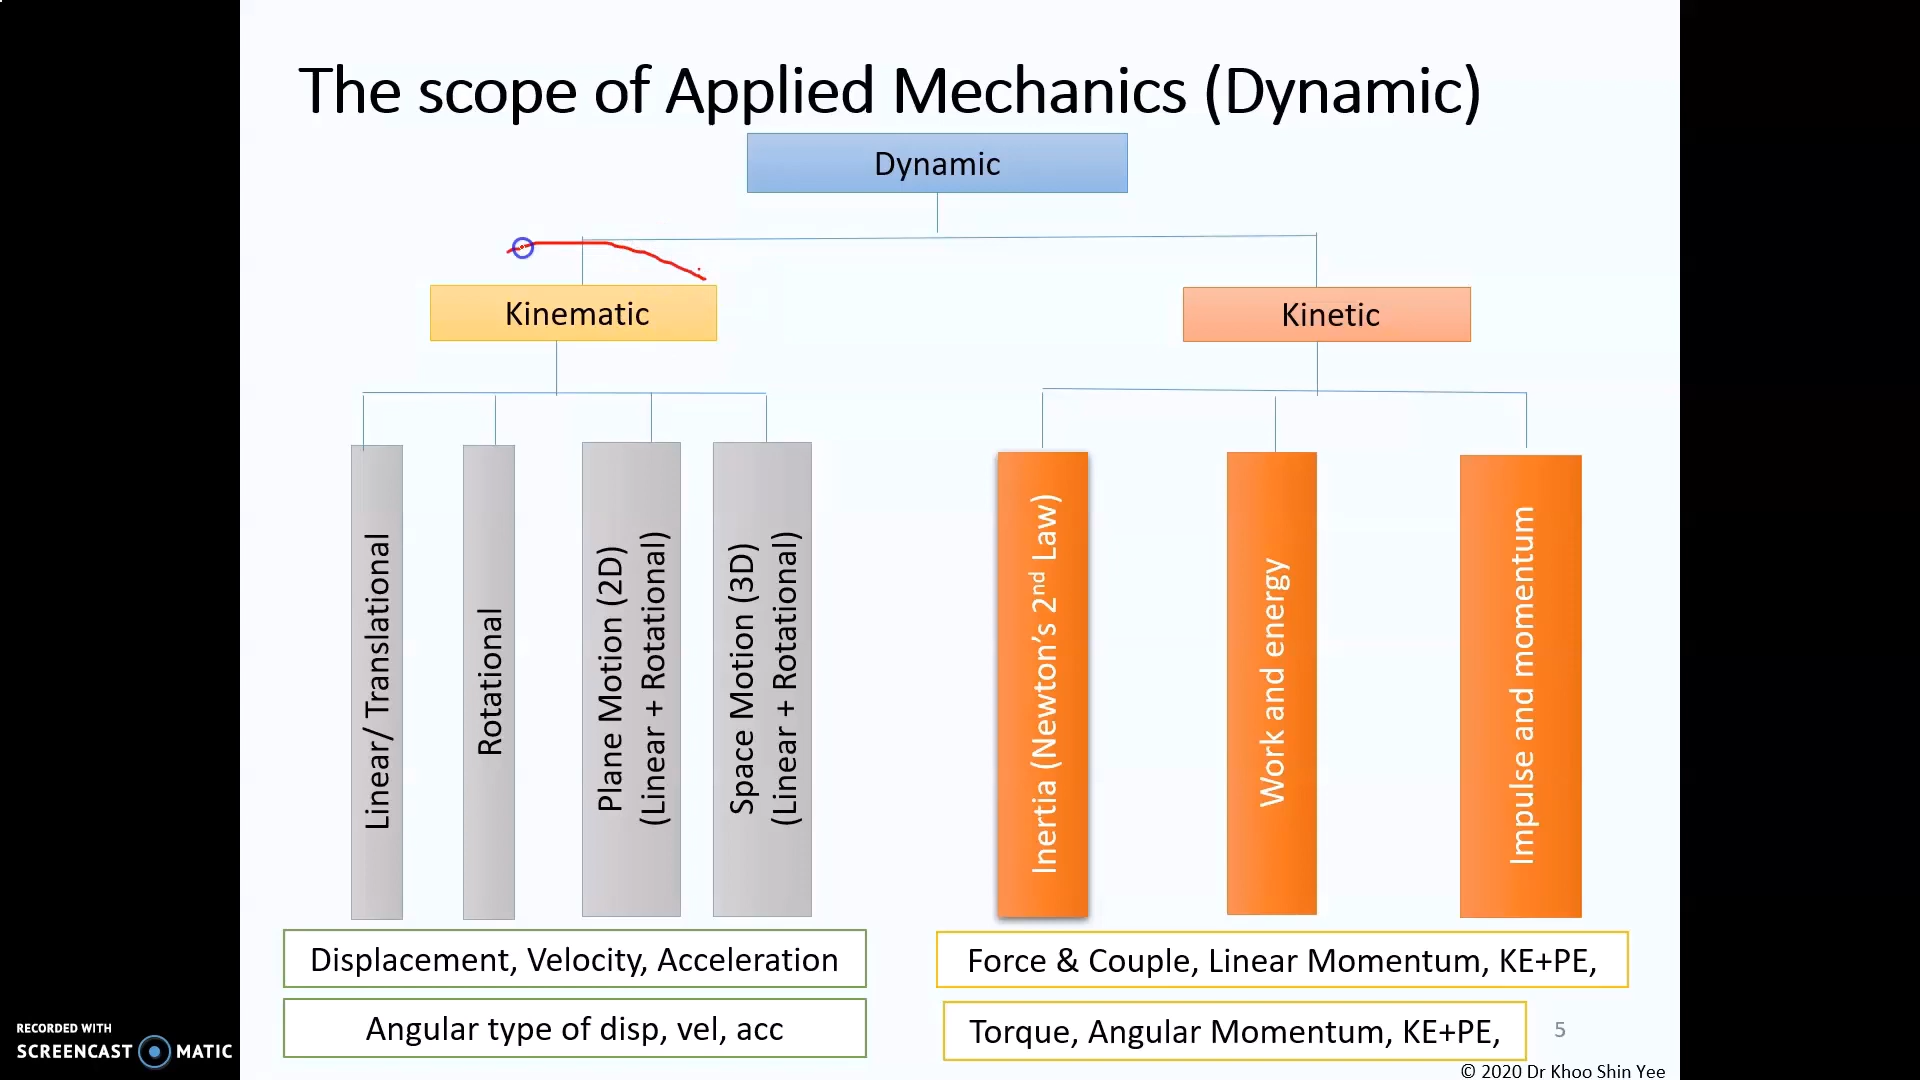 The scope of Applied Mechanics (Dynamic)
Dynamic
Kinematic
Kinetic
Linear/ Translational
Rotational
Plane Motion (2D)
(Linear + Rotational)
Space Motion (3D)
(Linear + Rotational)
Inertia (Newton’s 2nd Law)
Work and energy
Impulse and momentum
Displacement, Velocity, Acceleration
Force & Couple, Linear Momentum, KE+PE,
Angular type of disp, vel, acc
Torque, Angular Momentum, KE+PE,
5
© 2020 Dr Khoo Shin Yee
RECORDED WITH
SCREENCAST MATIC